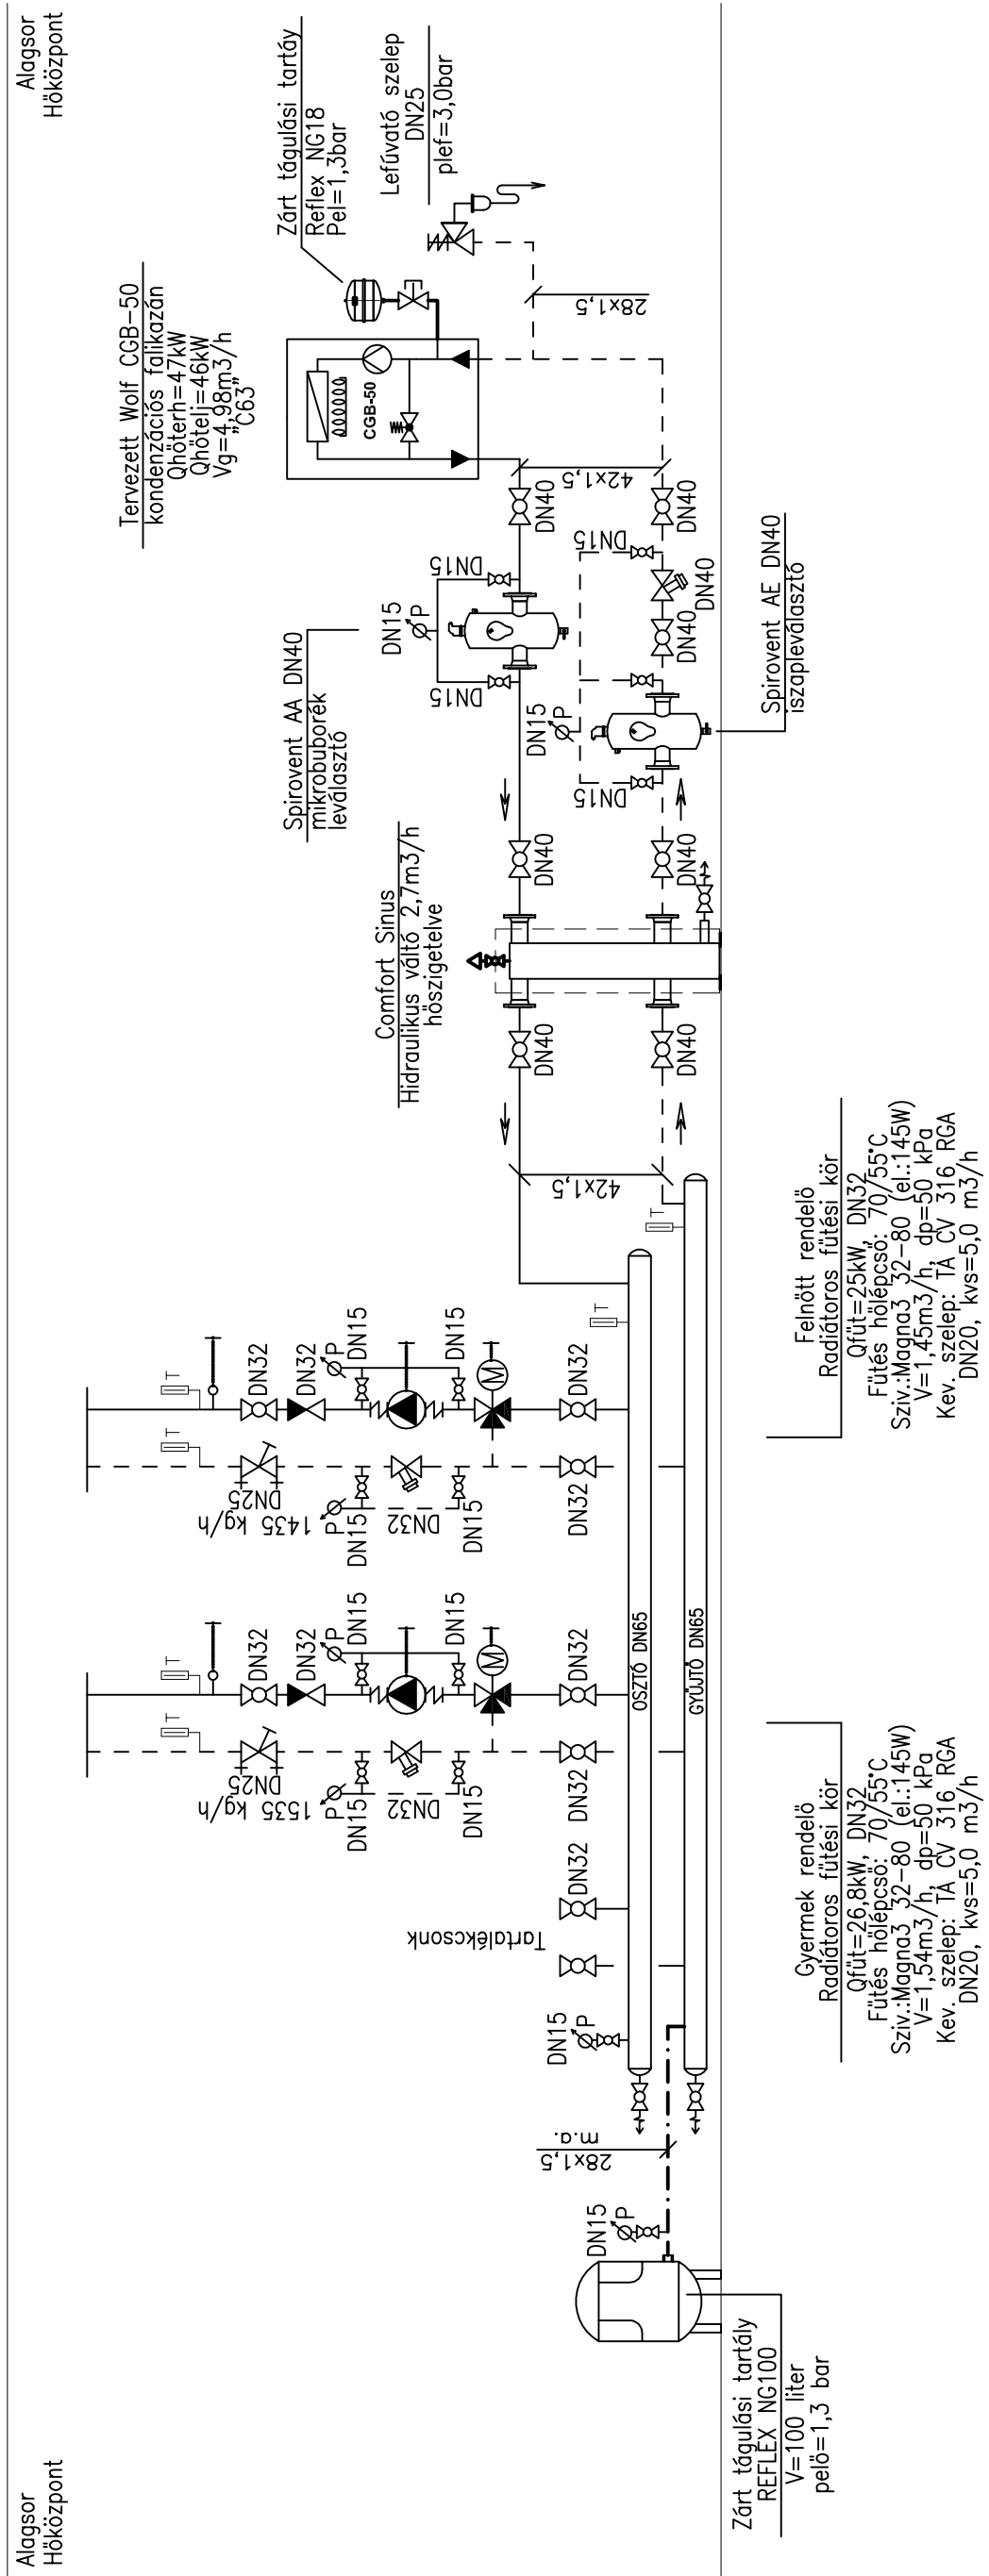 Alagsor
Hőközpont
Zárt tágulási tartáy
Reflex NG18
Pel=1,3bar
Lefúvató szelep
DN25
plef=3,0bar
Tervezett Wolf CGB-50
kondenzációs falikazán
Qhőterh=47kW
Qhőtelj=46kW
Vg=4,98m3/h
"C63"
CGB-50
28x1,5
42x1,5
DN40
DN40
DN15
DN15
P
DN15
DN15
DN40
DN40
DN15
P
DN15
Spirovent AA DN40
mikrobuborék
leválasztó
Spirovent AE DN40
iszapleválasztó
DN40
DN40
Comfort Sinus
Hidraulikus váltó 2,7m3/h
hőszigetelve
DN40
DN40
42x1,5
T
T
T
T
DN32
DN32
P
DN15
DN15
M
DN32
DN25
1435 kg/h
P
DN15
DN32
DN15
DN32
Felnőtt rendelő
Radiátoros fűtési kör
Qfűt=25kW, DN32
Fűtés hőlépcső: 70/55°C
Sziv.:Magna3 32-80 (el.:145W)
V=1,45m3/h, dp=50 kPa
Kev. szelep: TA CV 316 RGA
DN20, kvs=5,0 m3/h
T
T
DN32
DN32
P
DN15
DN15
M
DN32
DN25
1535 kg/h
P
DN15
DN32
DN15
DN32
OSZTÓ DN65
GYŰJTŐ DN65
Gyermek rendelő
Radiátoros fűtési kör
Qfűt=26,8kW, DN32
Fűtés hőlépcső: 70/55°C
Sziv.:Magna3 32-80 (el.:145W)
V=1,54m3/h, dp=50 kPa
Kev. szelep: TA CV 316 RGA
DN20, kvs=5,0 m3/h
DN32
Tartalékcsonk
DN15
P
28x1,5
m.a.
DN15
P
Zárt tágulási tartály
REFLEX NG100
V=100 liter
pelő=1,3 bar
Alagsor
Hőközpont